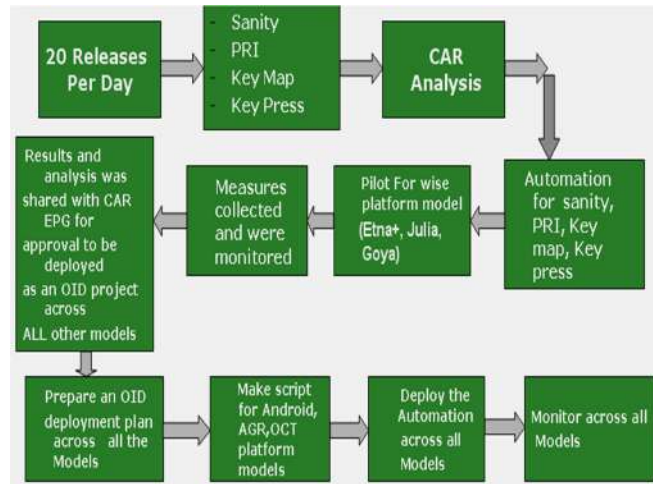 20 Releases
Per Day
- Sanity
- PRI
- Key Map
- Key Press
CAR
Analysis
Automation
for sanity,
PRI, Key
map, Key
press
Pilot For wise
platform model
(Etna+, Julia,
Goya)
Measures
collected
and were
monitored
Results and
analysis was
shared with CAR
EPG for
approval to be
deployed
as an OID project
across
ALL other models
Prepare an OID
deployment plan
across all the
Models
Make script
for Android,
AGR,OCT
platform
models
Deploy the
Automation
across all
Models
Monitor across all
Models